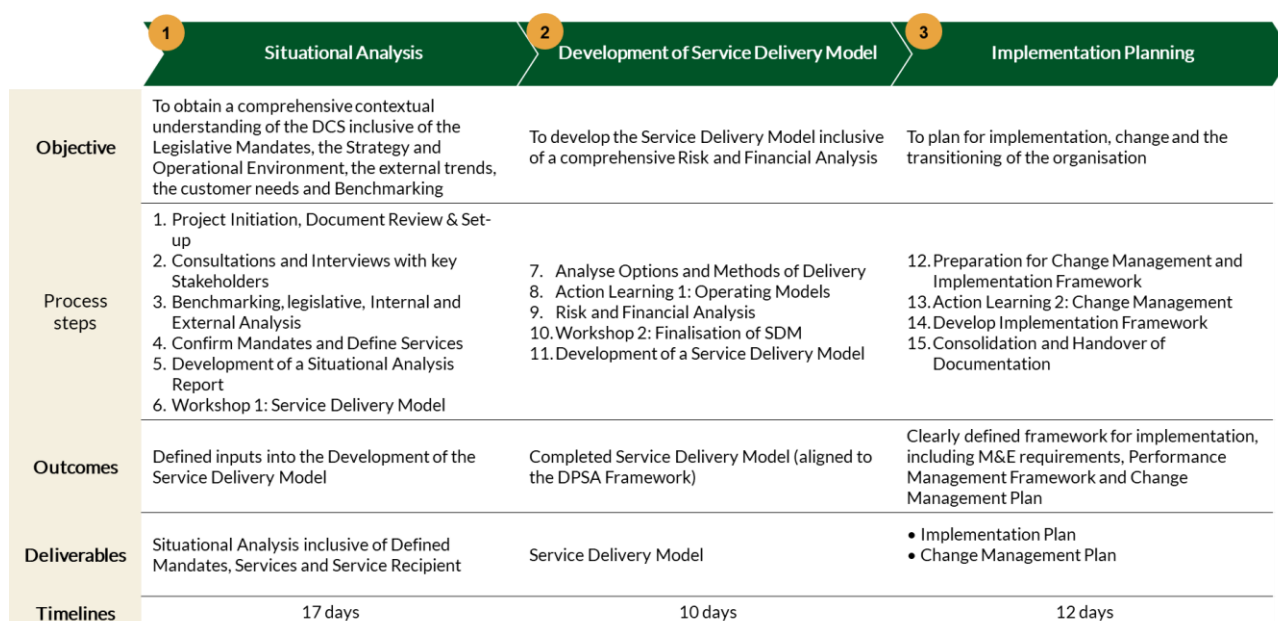 1
Situational Analysis
2
Development of Service Delivery Model
3
Implementation Planning
Objective
To obtain a comprehensive contextual
understanding of the DCS inclusive of the
Legislative Mandates, the Strategy and
Operational Environment, the external trends,
the customer needs and Benchmarking
To develop the Service Delivery Model inclusive
of a comprehensive Risk and Financial Analysis
To plan for implementation, change and the
transitioning of the organisation
Process
steps
1. Project Initiation, Document Review & Set-
up
2. Consultations and Interviews with key
Stakeholders
3. Benchmarking, legislative, Internal and
External Analysis
4. Confirm Mandates and Define Services
5. Development of a Situational Analysis
Report
6. Workshop 1: Service Delivery Model
7. Analyse Options and Methods of Delivery
8. Action Learning 1: Operating Models
9. Risk and Financial Analysis
10. Workshop 2: Finalisation of SDM
11. Development of a Service Delivery Model
12. Preparation for Change Management and
Implementation Framework
13. Action Learning 2: Change Management
14. Develop Implementation Framework
15. Consolidation and Handover of
Documentation
Outcomes
Defined inputs into the Development of the
Service Delivery Model
Completed Service Delivery Model (aligned to
the DPSA Framework)
Clearly defined framework for implementation,
including M&E requirements, Performance
Management Framework and Change
Management Plan
Deliverables
Situational Analysis inclusive of Defined
Mandates, Services and Service Recipient
Service Delivery Model
• Implementation Plan
• Change Management Plan
Timelines
17 days
10 days
12 days